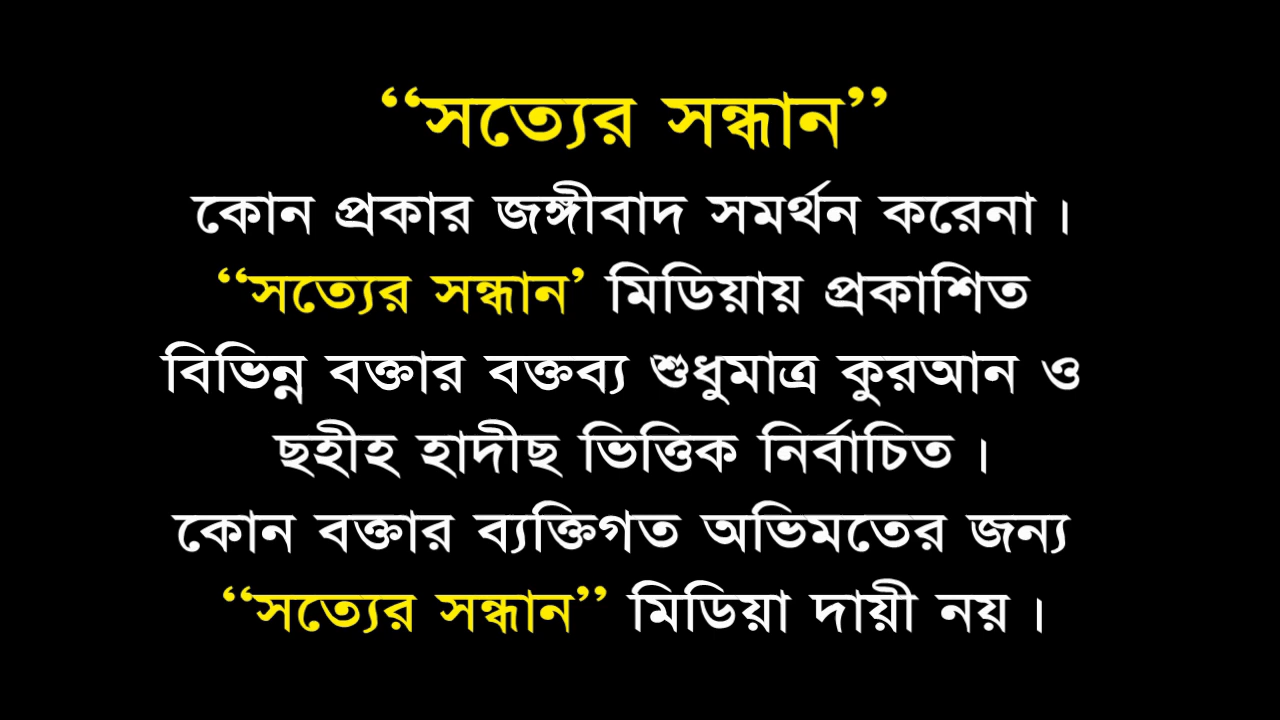 “সত্যের সন্ধান”
কোন প্রকার জঙ্গীবাদ সমর্থন করেনা।
“সত্যের সন্ধান’ মিডিয়ায় প্রকাশিত
বিভিন্ন বক্তার বক্তব্য শুধুমাত্র কুরআন ও
ছহীহ হাদীছ ভিত্তিক নির্বাচিত।
কোন বক্তার ব্যক্তিগত অভিমতের জন্য
“সত্যের সন্ধান” মিডিয়া দায়ী নয়।